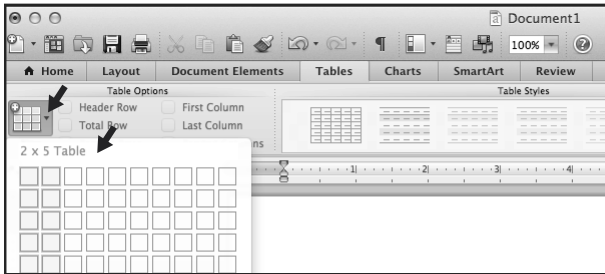 Document1
100%
Home Layout Document Elements Tables Charts SmartArt Review
Table Options Table Styles
Header Row First Column
Total Row Last Column
ns
2 x 5 Table
1 2 3 4